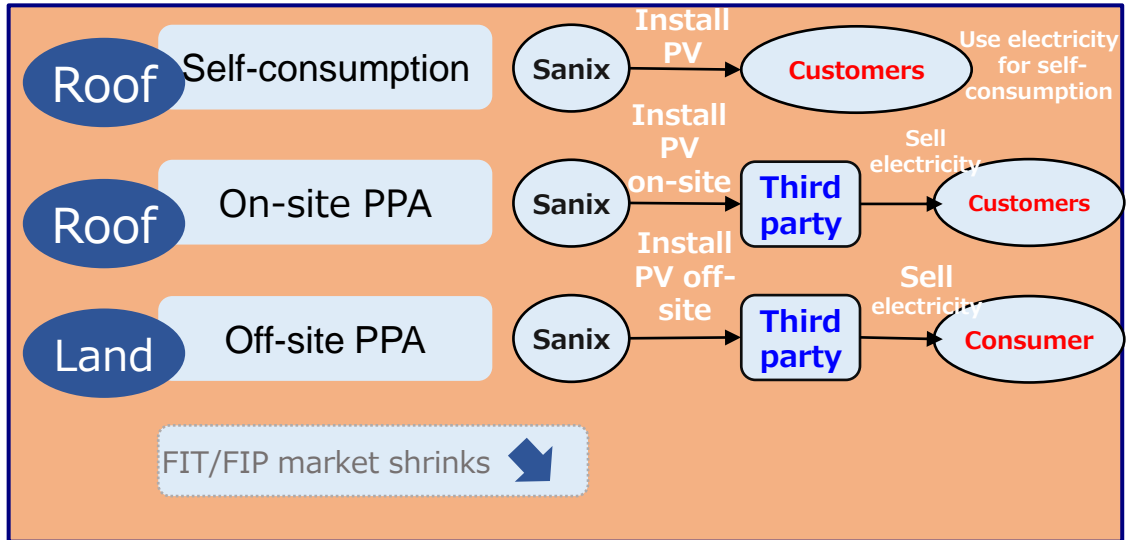 Roof
Self-consumption
Sanix
Install
PV
Customers
Use electricity
for self-
consumption
Roof
On-site PPA
Sanix
Install
PV
on-site
Third
party
Sell
electricity
Customers
Land
Off-site PPA
Sanix
Install
PV off-
site
Third
party
Sell
electricity
Consumer
FIT/FIP market shrinks